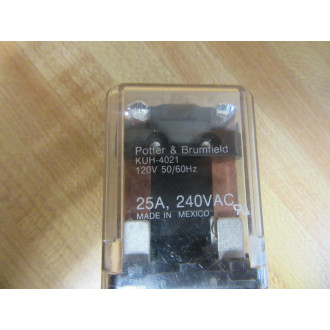 Potter & Brumfield
KUH-4021
120V 50/60Hz
25A, 240VAC
MADE IN MEXICO